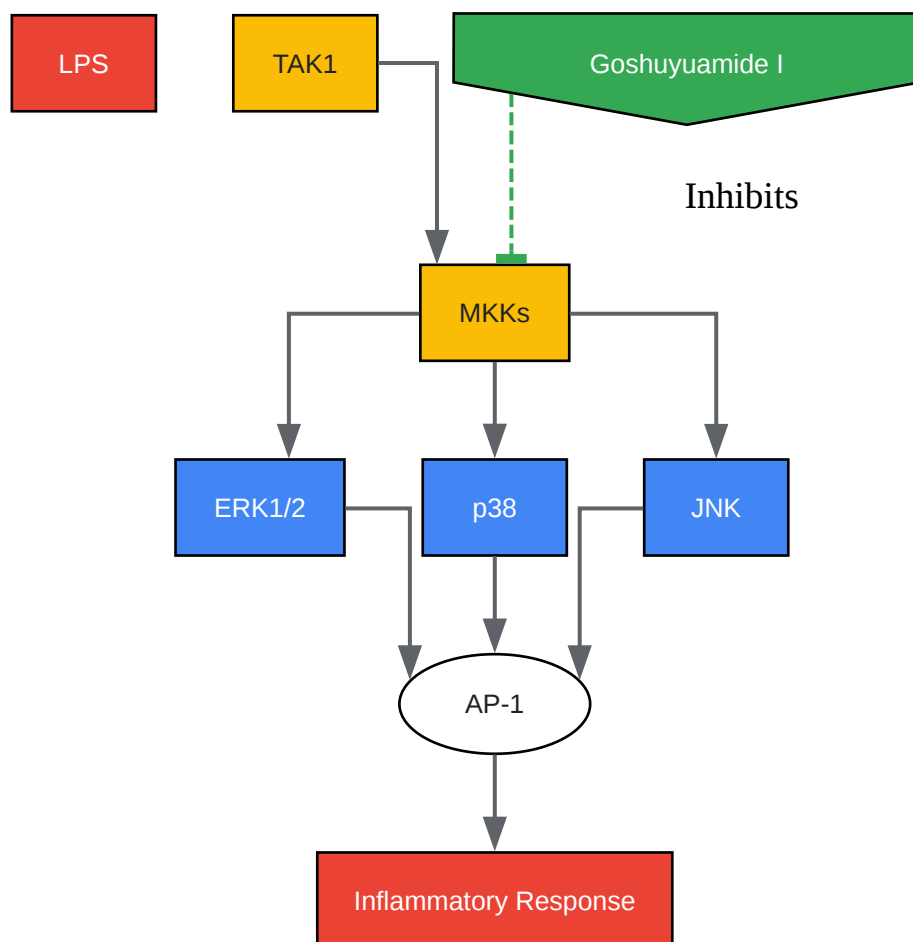 LPS
TAK1
Goshuyuamide I
Inhibits
MKKs
ERK1/2
p38
JNK
AP-1
Inflammatory Response